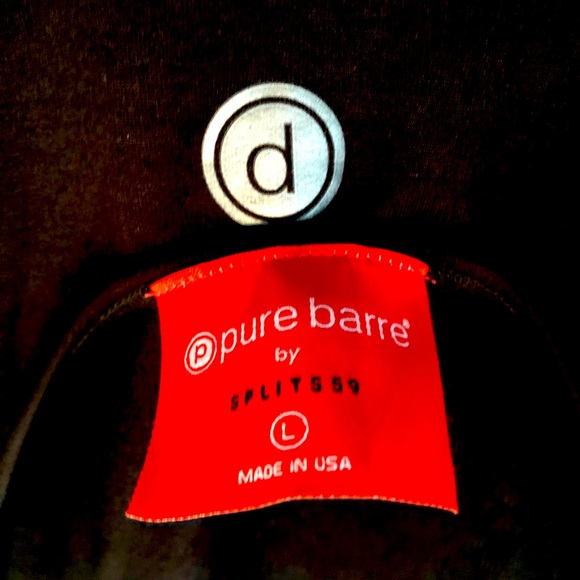 d
p pure barre®
by
SPLITS59
L
MADE IN USA